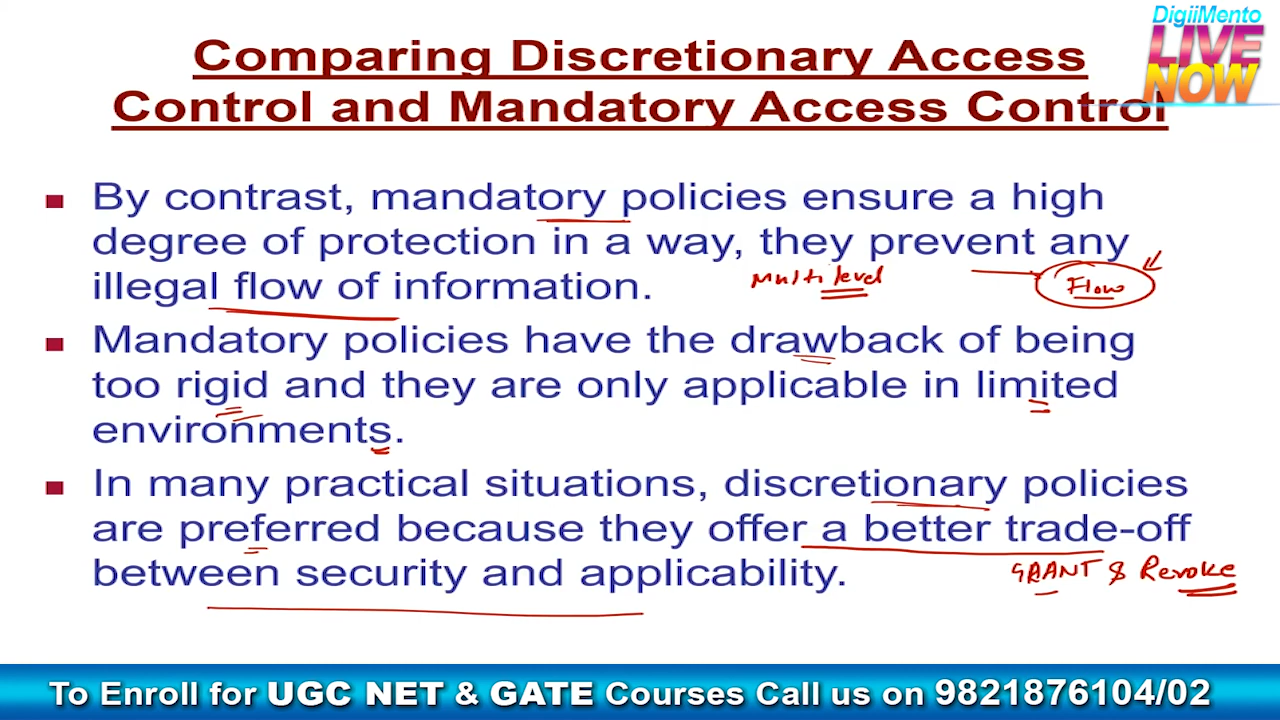 DigiiMento
LIVE
NOW
Comparing Discretionary Access
Control and Mandatory Access Control
▪ By contrast, mandatory policies ensure a high
degree of protection in a way, they prevent any
illegal flow of information.
Multilevel
Flow
▪ Mandatory policies have the drawback of being
too rigid and they are only applicable in limited
environments.
▪ In many practical situations, discretionary policies
are preferred because they offer a better trade-off
between security and applicability.
GRANT & Revoke
To Enroll for UGC NET & GATE Courses Call us on 9821876104/02